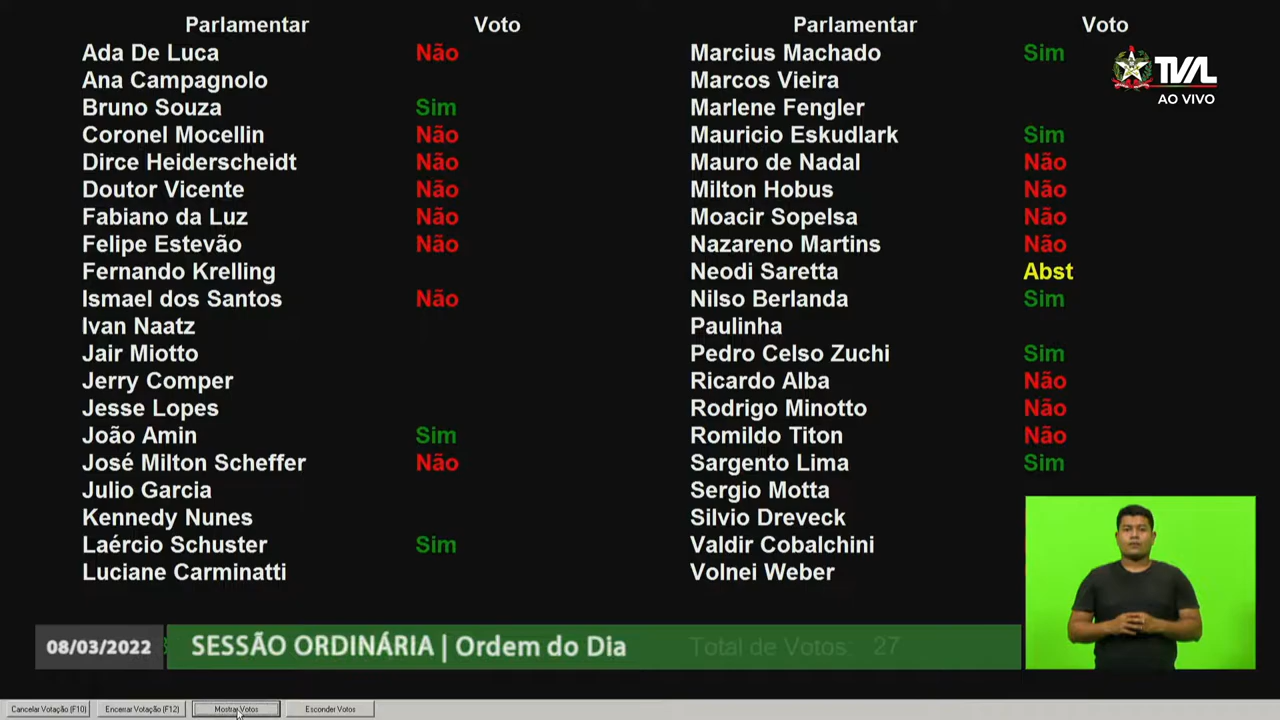 Parlamentar Voto Parlamentar Voto
Ada De Luca Não Marcius Machado Sim
Ana Campagnolo Marcos Vieira
TVAL
AO VIVO
Bruno Souza Sim Marlene Fengler
Coronel Mocellin Não Mauricio Eskudlark Sim
Dirce Heiderscheidt Não Mauro de Nadal Não
Doutor Vicente Não Milton Hobus Não
Fabiano da Luz Não Moacir Sopelsa Não
Felipe Estevão Não Nazareno Martins Não
Fernando Krelling Neodi Saretta Abst
Ismael dos Santos Não Nilso Berlanda Sim
Ivan Naatz Paulinha
Jair Miotto Pedro Celso Zuchi Sim
Jerry Comper Ricardo Alba Não
Jesse Lopes Rodrigo Minotto Não
João Amin Sim Romildo Titon Não
José Milton Scheffer Não Sargento Lima Sim
Julio Garcia Sergio Motta
Kennedy Nunes Silvio Dreveck
Laércio Schuster Sim Valdir Cobalchini
Luciane Carminatti Volnei Weber
08/03/2022 SESSÃO ORDINÁRIA | Ordem do Dia Total de Votos: 27
Cancelar Votação (F10) Encerrar Votação (F12) Mostrar Votos Esconder Votos